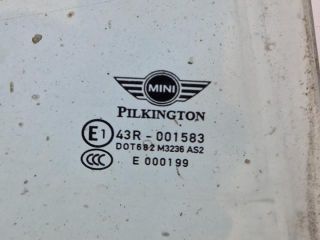 MINI
PILKINGTON
E1 43R - 001583
DOT682 M3236 AS2
CCC E 000199